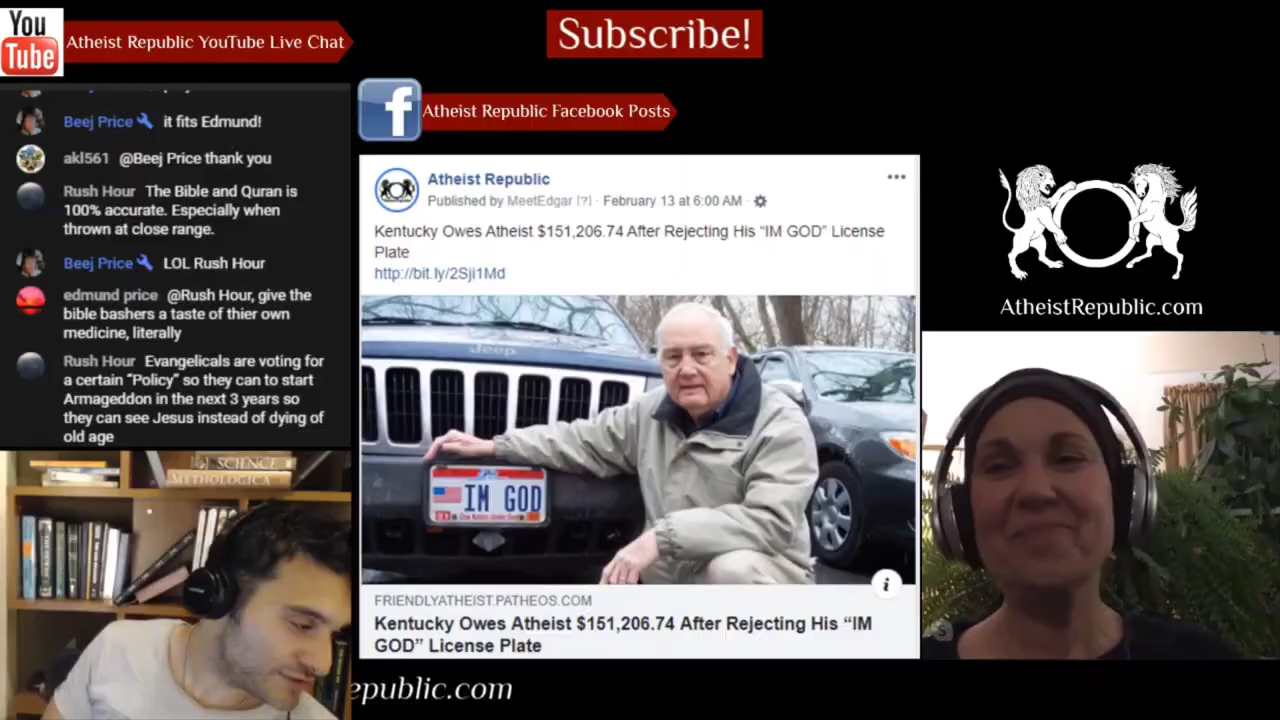 You
Tube
Atheist Republic YouTube Live Chat
Subscribe!
Beej Price it fits Edmund!
akl561 @Beej Price thank you
Rush Hour The Bible and Quran is
100% accurate. Especially when
thrown at close range.
Beej Price LOL Rush Hour
edmund price @Rush Hour, give the
bible bashers a taste of thier own
medicine, literally
Rush Hour Evangelicals are voting for
a certain “Policy” so they can to start
Armageddon in the next 3 years so
they can see Jesus instead of dying of
old age
f
Atheist Republic Facebook Posts
Atheist Republic
Published by MeetEdgar [?] · February 13 at 6:00 AM ·
Kentucky Owes Atheist $151,206.74 After Rejecting His “IM GOD” License
Plate
http://bit.ly/2Sji1Md
Jeep
IM GOD
i
FRIENDLYATHEIST.PATHEOS.COM
Kentucky Owes Atheist $151,206.74 After Rejecting His “IM
GOD” License Plate
AtheistRepublic.com
SCIENCE
MYTHOLOGICA
epublic.com